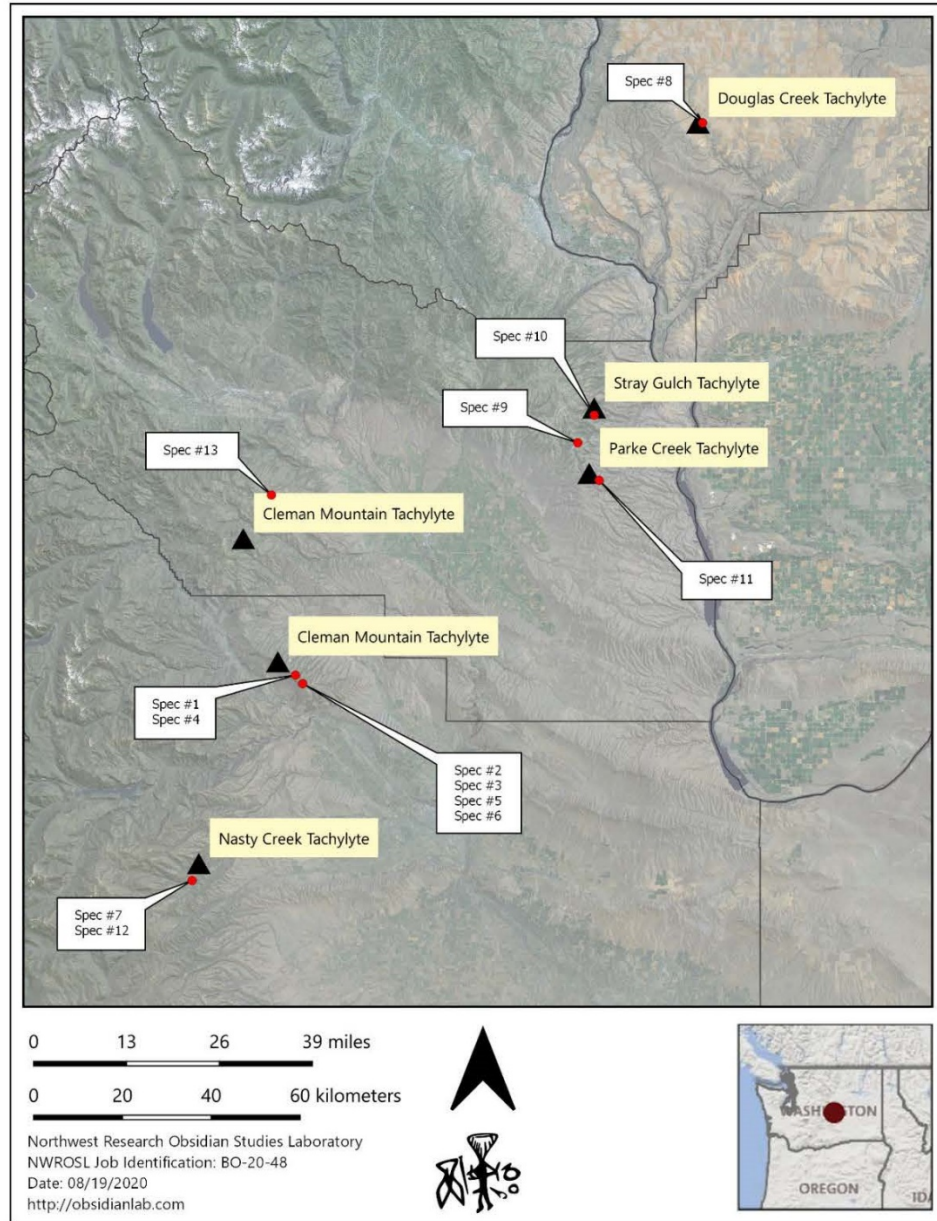 Spec #8
Douglas Creek Tachylyte
Spec #10
Stray Gulch Tachylyte
Spec #9
Parke Creek Tachylyte
Spec #13
Cleman Mountain Tachylyte
Spec #11
Cleman Mountain Tachylyte
Spec #1
Spec #4
Spec #2
Spec #3
Spec #5
Spec #6
Nasty Creek Tachylyte
Spec #7
Spec #12
0 13 26 39 miles
0 20 40 60 kilometers
Northwest Research Obsidian Studies Laboratory
NWROSL Job Identification: BO-20-48
Date: 08/19/2020
http://obsidianlab.com
OREGON